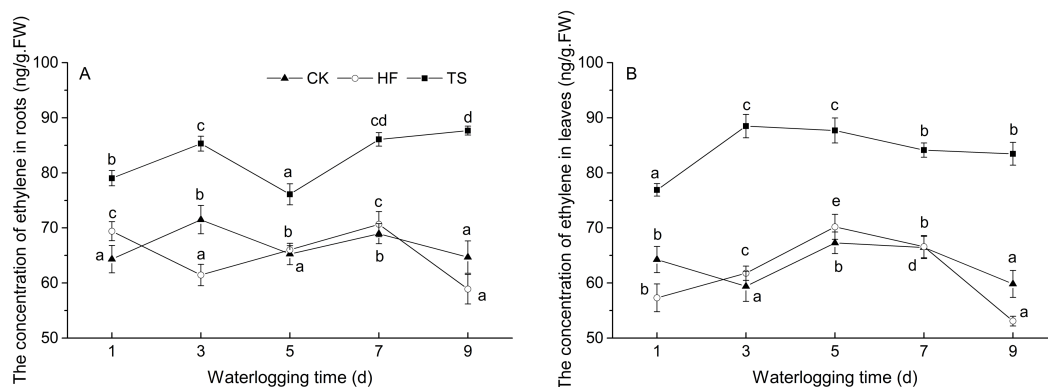 The concentration of ethylene in roots (ng/g.FW)
100
90
80
70
60
50
A
CK HF TS
b
c
a
cd
d
c
b
b
c
a
a
a
a
b
a
1 3 5 7 9
Waterlogging time (d)
The concentration of ethylene in leaves (ng/g.FW)
100
90
80
70
60
50
B
c
c
b
b
a
e
b
c
b
a
b
a
b
d
a
1 3 5 7 9
Waterlogging time (d)